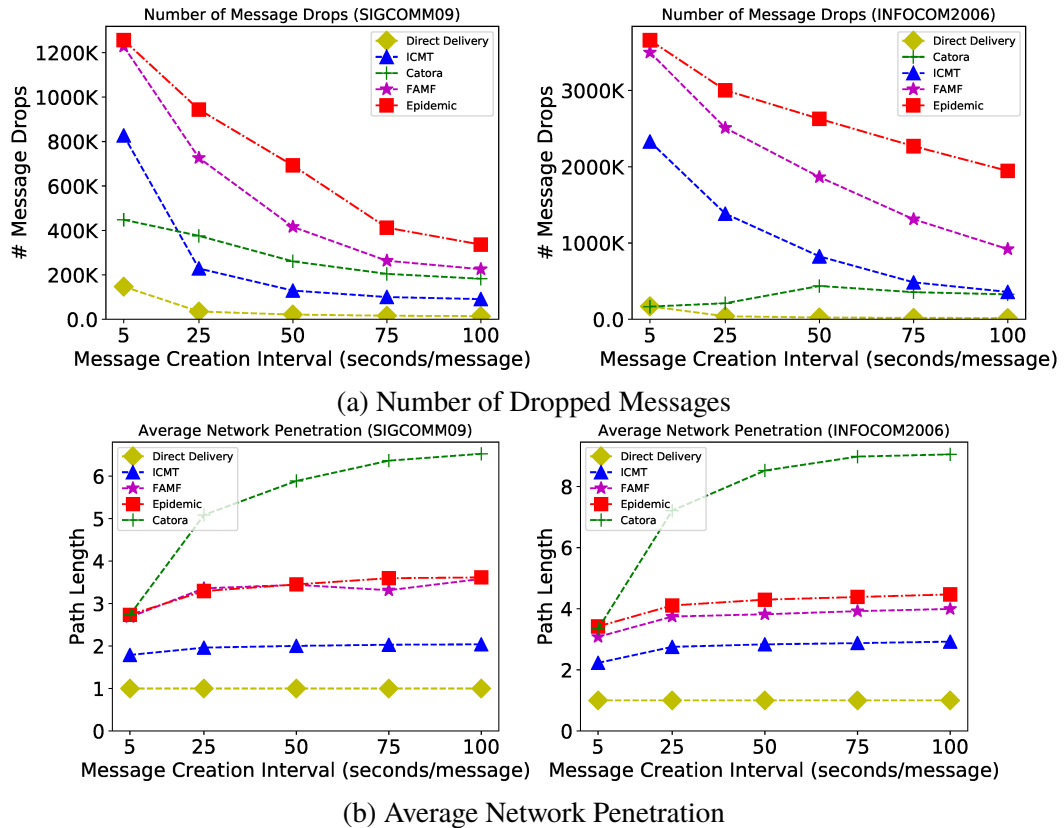 Number of Message Drops (SIGCOMM09)
# Message Drops
1200K
1000K
800K
600K
400K
200K
0.0
Direct Delivery
ICMT
Catora
FAMF
Epidemic
5 25 50 75 100
Message Creation Interval (seconds/message)
Number of Message Drops (INFOCOM2006)
# Message Drops
3000K
2000K
1000K
0.0
Direct Delivery
Catora
ICMT
FAMF
Epidemic
5 25 50 75 100
Message Creation Interval (seconds/message)
(a) Number of Dropped Messages
Average Network Penetration (SIGCOMM09)
Path Length
6
5
4
3
2
1
0
Direct Delivery
ICMT
FAMF
Epidemic
Catora
5 25 50 75 100
Message Creation Interval (seconds/message)
Average Network Penetration (INFOCOM2006)
Path Length
8
6
4
2
0
Direct Delivery
ICMT
FAMF
Epidemic
Catora
5 25 50 75 100
Message Creation Interval (seconds/message)
(b) Average Network Penetration